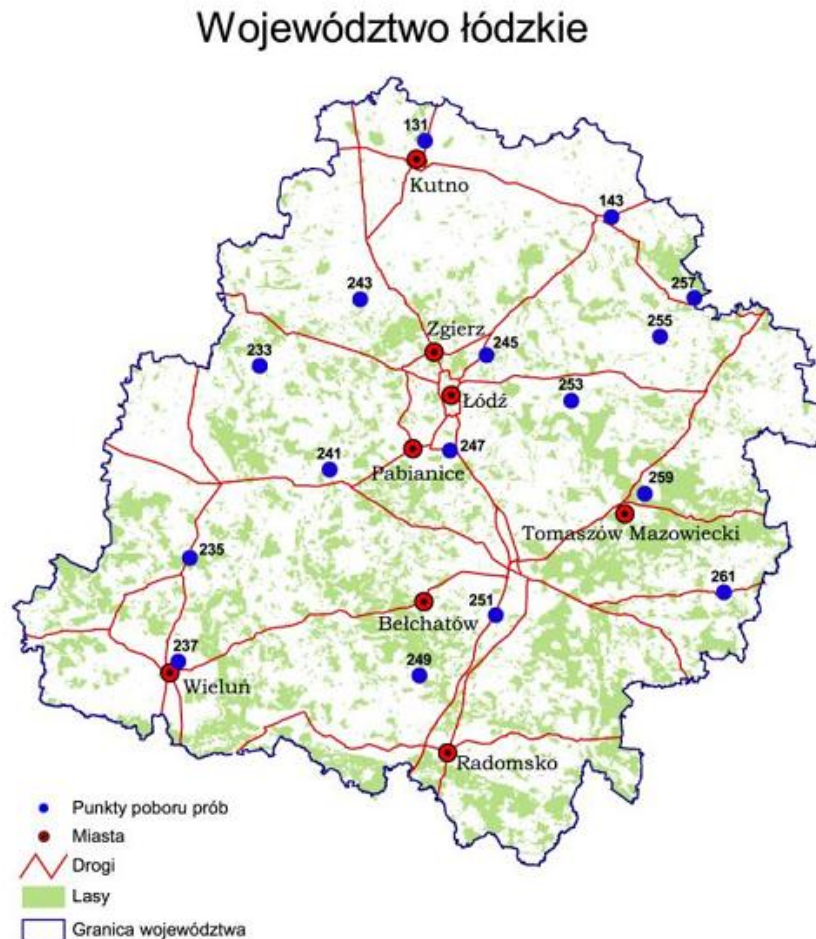 Województwo łódzkie
131
Kutno
143
243
257
Zgierz
255
245
233
253
Łódź
247
241
Pabianice
259
Tomaszów Mazowiecki
235
261
251
Bełchatów
237
249
Wieluń
Radomsko
Punkty poboru prób
Miasta
Drogi
Lasy
Granica województwa